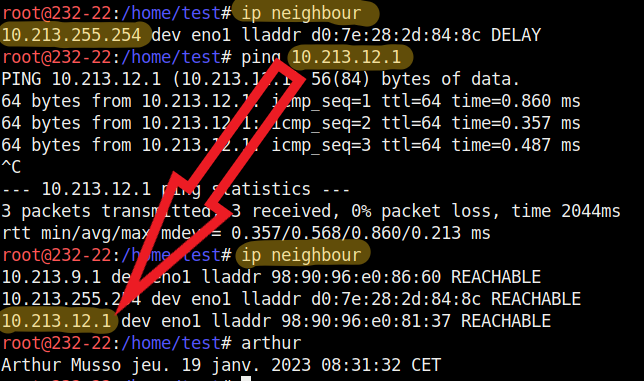 root@232-22:/home/test# ip neighbour
10.213.255.254 dev eno1 lladdr d0:7e:28:2d:84:8c DELAY
root@232-22:/home/test# ping 10.213.12.1
PING 10.213.12.1 (10.213.12.1) 56(84) bytes of data.
64 bytes from 10.213.12.1: icmp_seq=1 ttl=64 time=0.860 ms
64 bytes from 10.213.12.1: icmp_seq=2 ttl=64 time=0.357 ms
64 bytes from 10.213.12.1: icmp_seq=3 ttl=64 time=0.487 ms
^C
--- 10.213.12.1 ping statistics ---
3 packets transmitted, 3 received, 0% packet loss, time 2044ms
rtt min/avg/max/mdev = 0.357/0.568/0.860/0.213 ms
root@232-22:/home/test# ip neighbour
10.213.9.1 dev eno1 lladdr 98:90:96:e0:86:60 REACHABLE
10.213.255.254 dev eno1 lladdr d0:7e:28:2d:84:8c REACHABLE
10.213.12.1 dev eno1 lladdr 98:90:96:e0:81:37 REACHABLE
root@232-22:/home/test# arthur
Arthur Musso jeu. 19 janv. 2023 08:31:32 CET